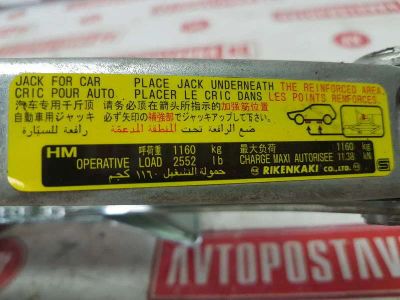 JACK FOR CAR PLACE JACK UNDERNEATH THE REINFORCED AREA.
CRIC POUR AUTO. PLACER LE CRIC DANS LES POINTS RENFORCES.
汽车专用千斤顶 请务必顶在箭头所指示的加强筋位置
自動車用ジャッキ 必ず矢印の補強部でジャッキアップして下さい
رافعة للسيارة ضع الرافعة تحت المنطقة المدعمة
HM 呼荷重 1160 kg 最大负荷 1160 kg
OPERATIVE LOAD 2552 lb CHARGE MAXI AUTORISEE 11.38 kN
حمولة التشغيل ١١٦٠ كجم RIKENKAKI CO.,LTD. S
AVTOPOSTAV